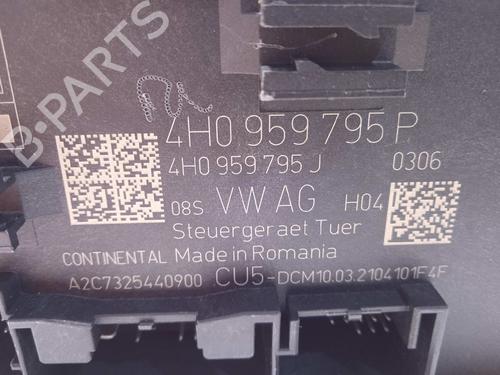 B-PARTS
4H0 959 795 P
4H0 959 795 J 0306
08S VW AG H04
Steuergeraet Tuer
CONTINENTAL Made in Romania
A2C7325440900 CU5-DCM10.03.2104101F4F